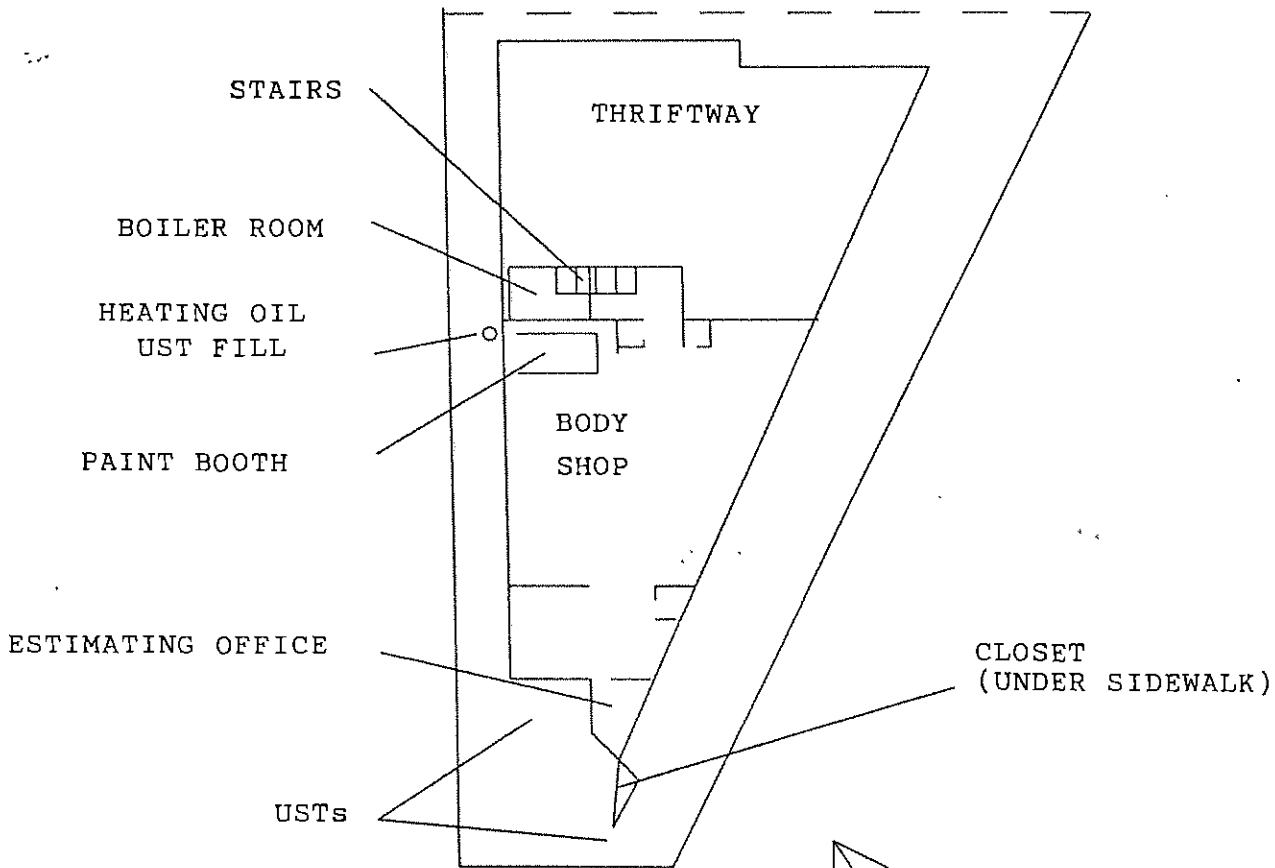 STAIRS
THRIFTWAY
BOILER ROOM
HEATING OIL
UST FILL
PAINT BOOTH
BODY
SHOP
ESTIMATING OFFICE
CLOSET
(UNDER SIDEWALK)
USTs